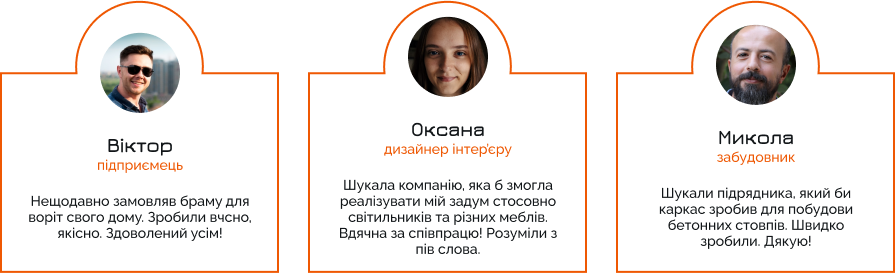 Віктор
підприємець
Нещодавно замовляв браму для
воріт свого дому. Зробили вчсно,
якісно. Здоволений усім!
Оксана
дизайнер інтер'єру
Шукала компанію, яка б змогла
реалізувати мій задум стосовно
світильників та різних меблів.
Вдячна за співпрацю! Розуміли з
пів слова.
Микола
забудовник
Шукали підрядника, який би
каркас зробив для побудови
бетонних стовпів. Швидко
зробили. Дякую!